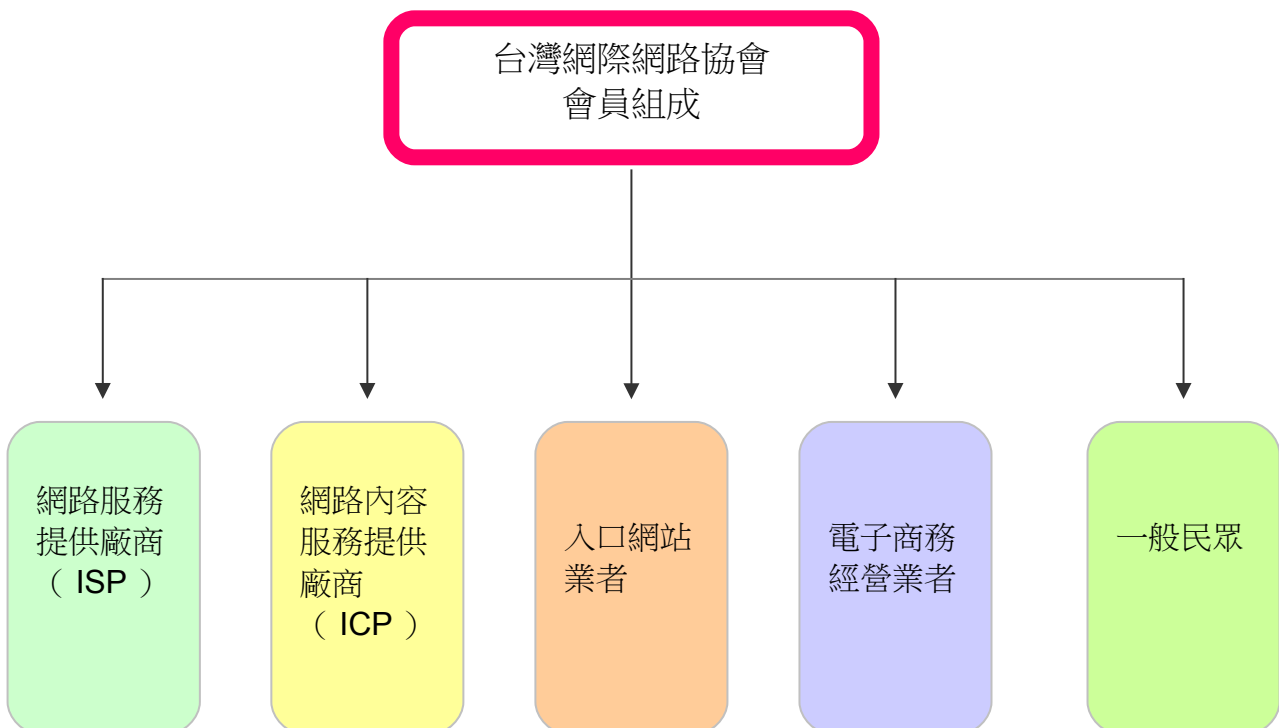 台灣網際網路協會
會員組成
網路服務
提供廠商
（ ISP ）
網路內容
服務提供
廠商
（ ICP ）
入口網站
業者
電子商務
經營業者
一般民眾